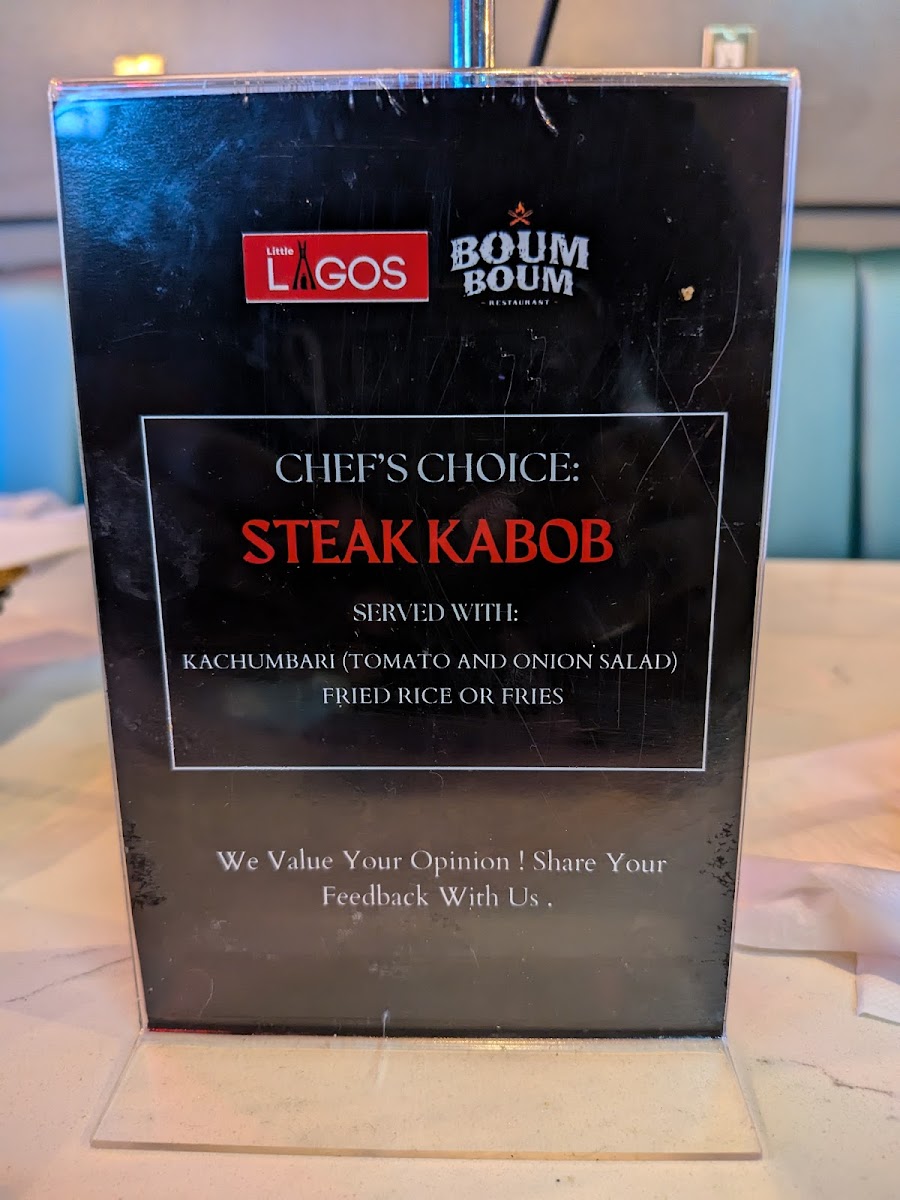 Little
LAGOS
BOUM
BOUM
- RESTAURANT -
CHEF'S CHOICE:
STEAK KABOB
SERVED WITH:
KACHUMBARI (TOMATO AND ONION SALAD)
FRIED RICE OR FRIES
We Value Your Opinion ! Share Your
Feedback With Us .